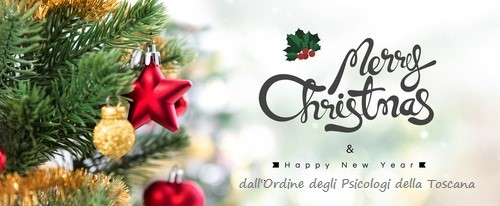 Merry
Christmas
&
Happy New Year
dall'Ordine degli Psicologi della Toscana